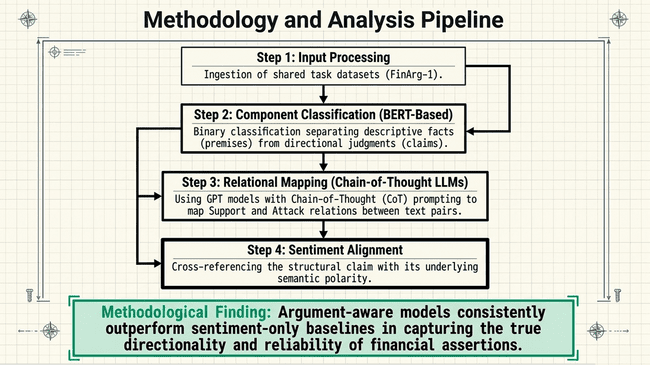 Methodology and Analysis Pipeline
Step 1: Input Processing
Ingestion of shared task datasets (FinArg-1).
Step 2: Component Classification (BERT-Based)
Binary classification separating descriptive facts
(premises) from directional judgments (claims).
Step 3: Relational Mapping (Chain-of-Thought LLMs)
Using GPT models with Chain-of-Thought (CoT) prompting to
map Support and Attack relations between text pairs.
Step 4: Sentiment Alignment
Cross-referencing the structural claim with its underlying
semantic polarity.
Methodological Finding: Argument-aware models consistently
outperform sentiment-only baselines in capturing the true
directionality and reliability of financial assertions.